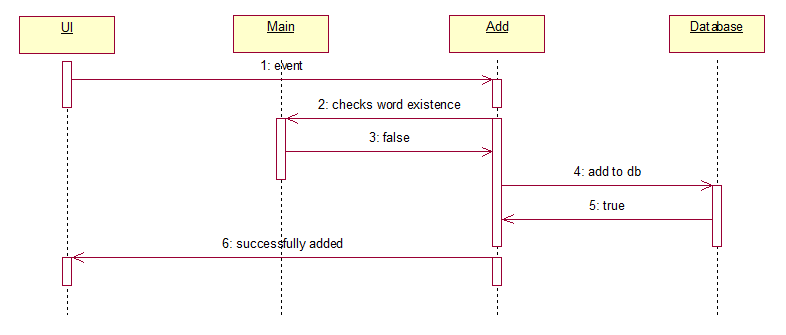 UI
Main
Add
Database
1: event
2: checks word existence
3: false
4: add to db
5: true
6: successfully added